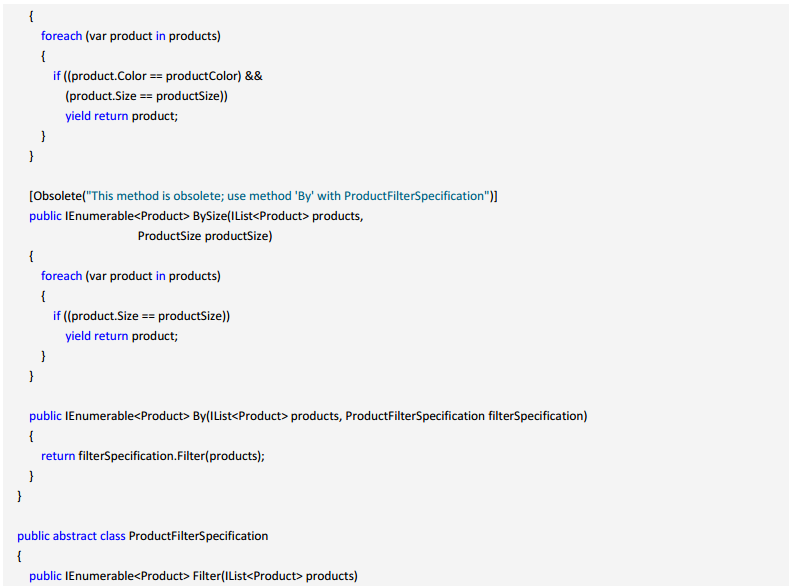 {
foreach (var product in products)
{
if ((product.Color == productColor) &&
(product.Size == productSize))
yield return product;
}
}
[Obsolete("This method is obsolete; use method 'By' with ProductFilterSpecification")]
public IEnumerable<Product> BySize(IList<Product> products,
ProductSize productSize)
{
foreach (var product in products)
{
if ((product.Size == productSize))
yield return product;
}
}
public IEnumerable<Product> By(IList<Product> products, ProductFilterSpecification filterSpecification)
{
return filterSpecification.Filter(products);
}
}
public abstract class ProductFilterSpecification
{
public IEnumerable<Product> Filter(IList<Product> products)